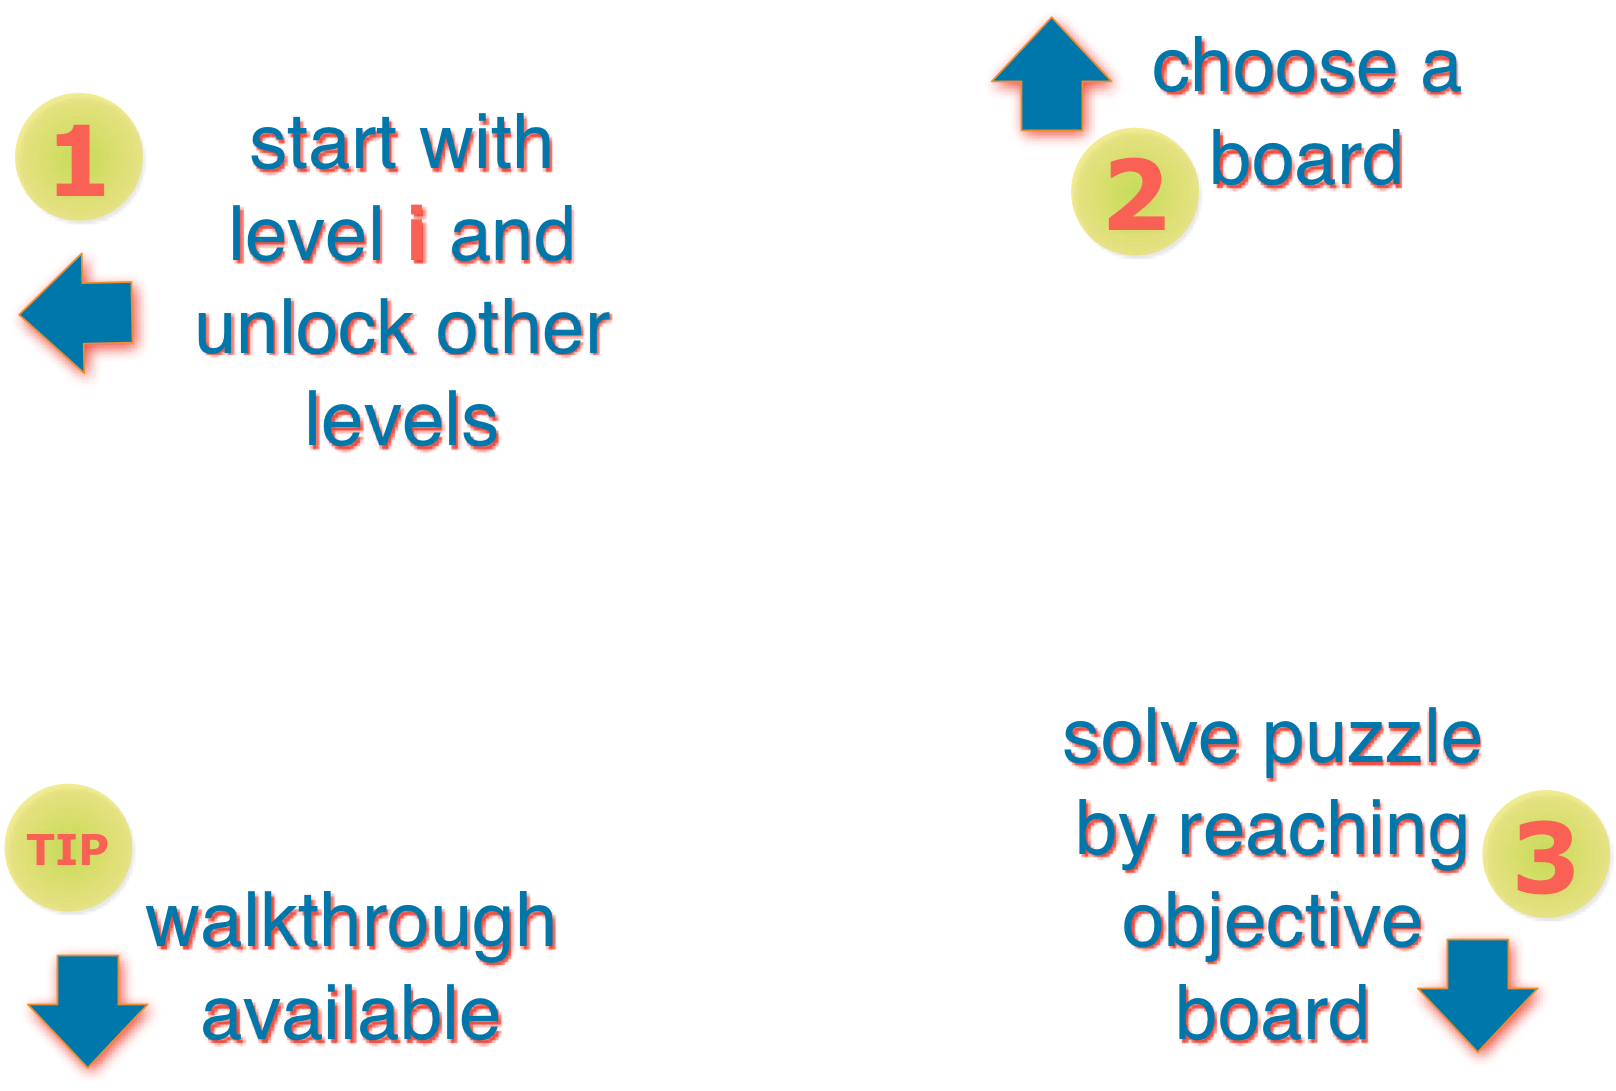 1
start with
level i and
unlock other
levels
choose a
board
2
TIP
walkthrough
available
solve puzzle
by reaching
objective
board
3